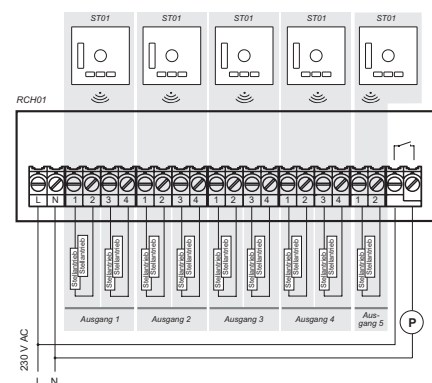 ST01 ST01 ST01 ST01 ST01
RCH01
L N 1 2 3 4 1 2 3 4 1 2 3 4 1 2 3 4 1 2
Stellantrieb Stellantrieb Stellantrieb Stellantrieb Stellantrieb Stellantrieb Stellantrieb Stellantrieb Stellantrieb Stellantrieb Stellantrieb Stellantrieb Stellantrieb Stellantrieb Stellantrieb Stellantrieb Stellantrieb Stellantrieb
Ausgang 1 Ausgang 2 Ausgang 3 Ausgang 4 Aus-
gang 5
P
230 V AC
L N